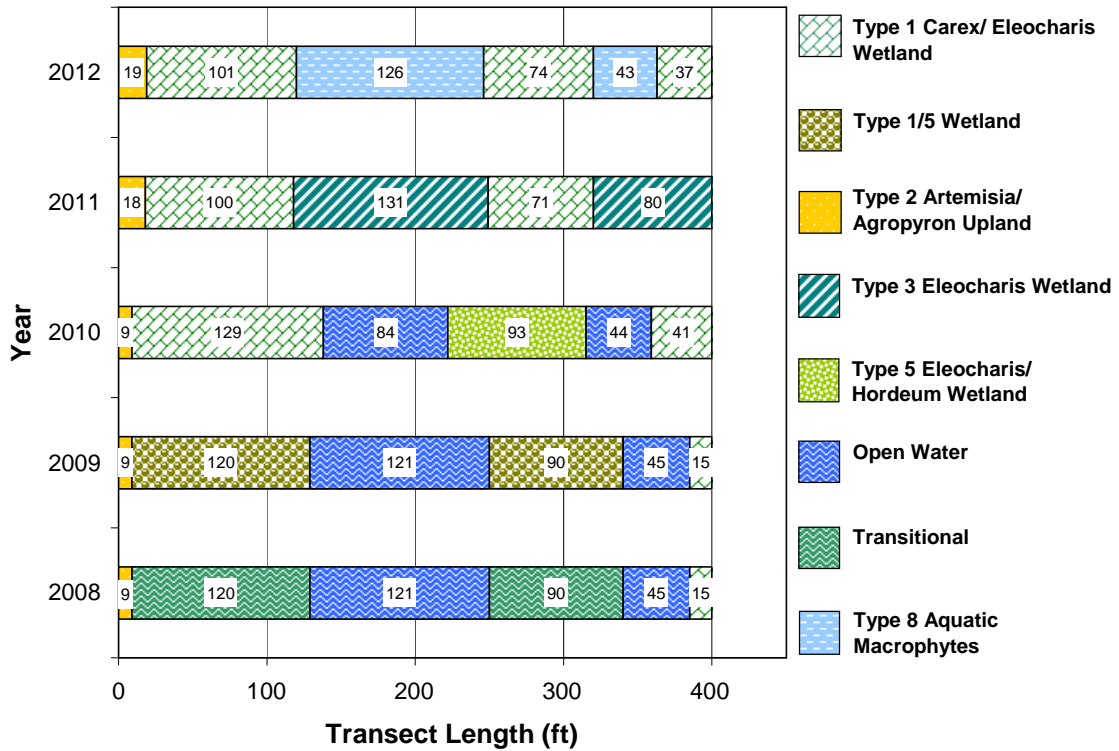 2012
19 101 126 74 43 37
2011
18 100 131 71 80
2010
9 129 84 93 44 41
2009
9 120 121 90 45 15
2008
9 120 121 90 45 15
0 100 200 300 400
Transect Length (ft)
Year
Type 1 Carex/ Eleocharis
Wetland
Type 1/5 Wetland
Type 2 Artemisia/
Agropyron Upland
Type 3 Eleocharis Wetland
Type 5 Eleocharis/
Hordeum Wetland
Open Water
Transitional
Type 8 Aquatic
Macrophytes